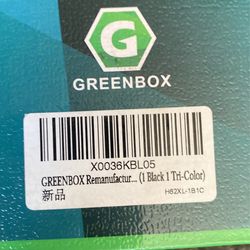 G
GREENBOX
X0036KBL05
GREENBOX Remanufactur... (1 Black 1 Tri-Color)
新品
H62XL-1B1C